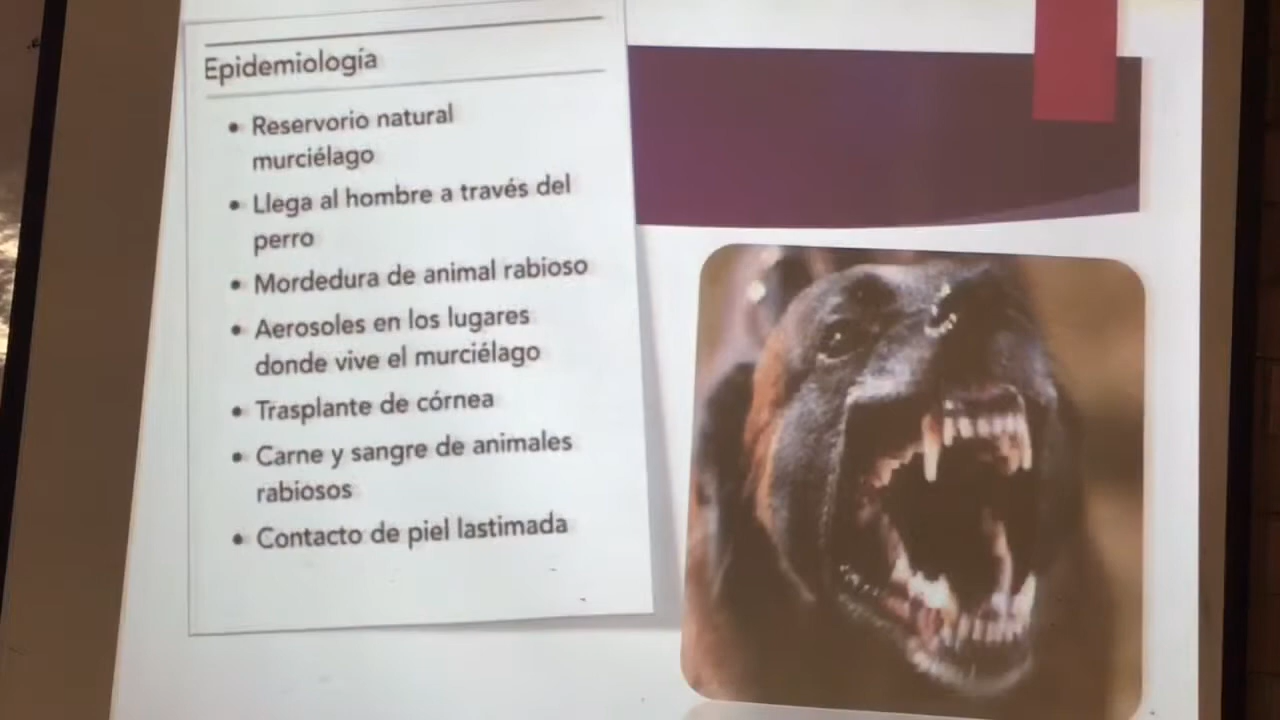 Epidemiología
• Reservorio natural
murciélago
• Llega al hombre a través del
perro
• Mordedura de animal rabioso
• Aerosoles en los lugares
donde vive el murciélago
• Trasplante de córnea
• Carne y sangre de animales
rabiosos
• Contacto de piel lastimada